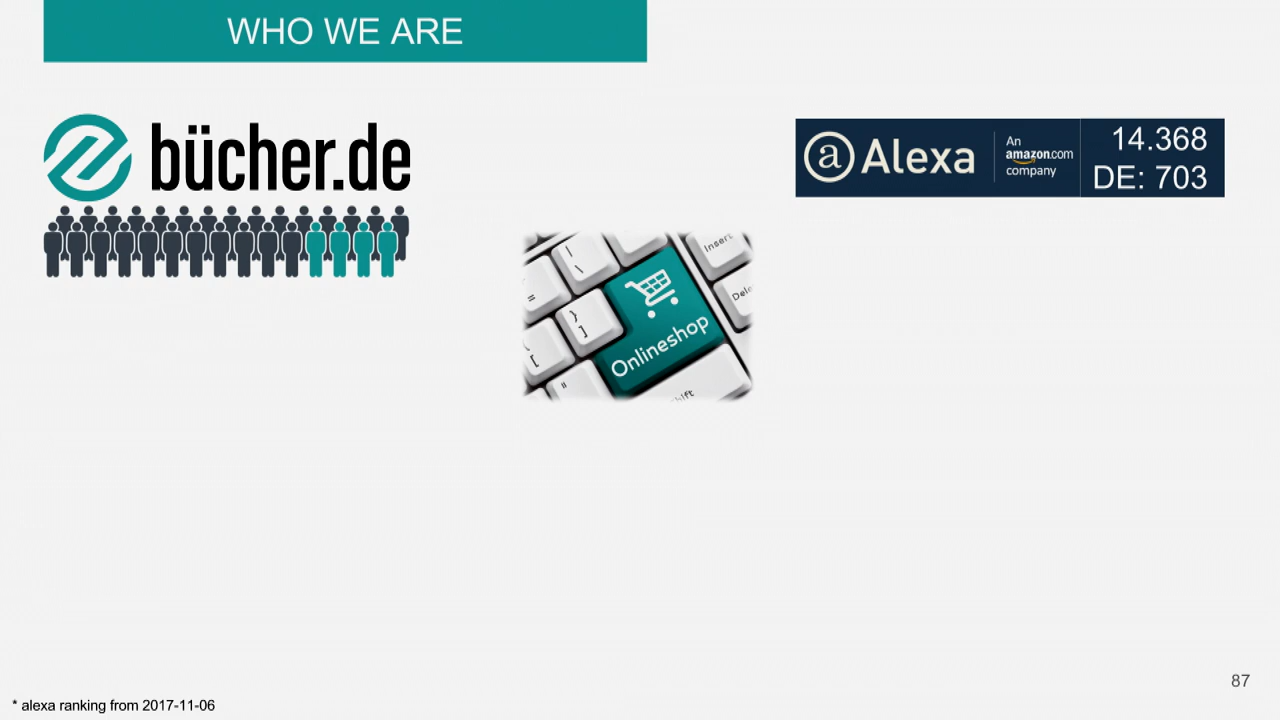 WHO WE ARE
bücher.de
a Alexa
An
amazon.com
company
14.368
DE: 703
Insert
|
\
=
}
]
[
"
Onlineshop
87
* alexa ranking from 2017-11-06